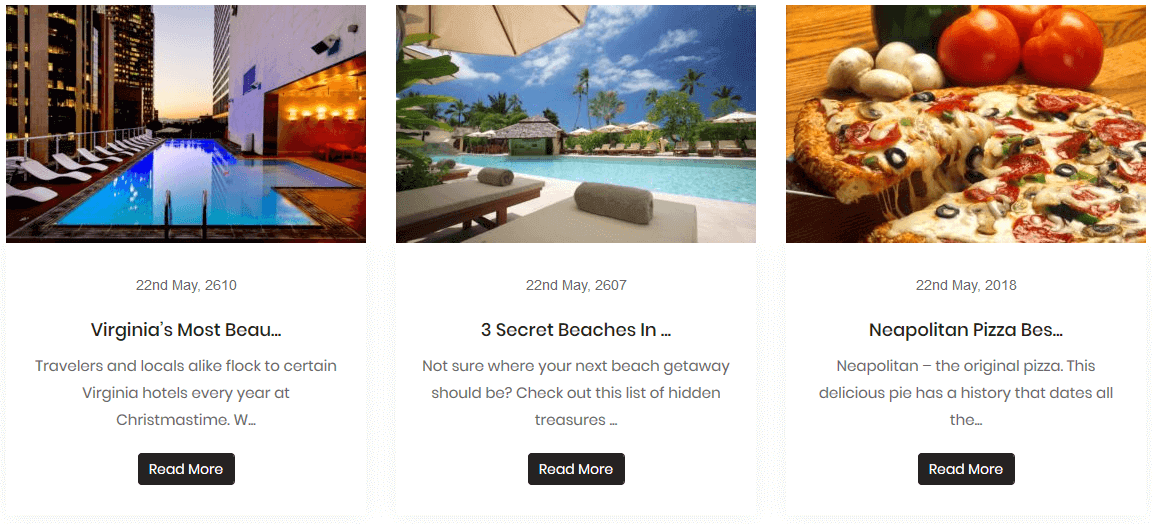 22nd May, 2610
Virginia's Most Beau...
Travelers and locals alike flock to certain
Virginia hotels every year at
Christmastime. W...
Read More
22nd May, 2607
3 Secret Beaches In ...
Not sure where your next beach getaway
should be? Check out this list of hidden
treasures ...
Read More
22nd May, 2018
Neapolitan Pizza Bes...
Neapolitan – the original pizza. This
delicious pie has a history that dates all
the...
Read More